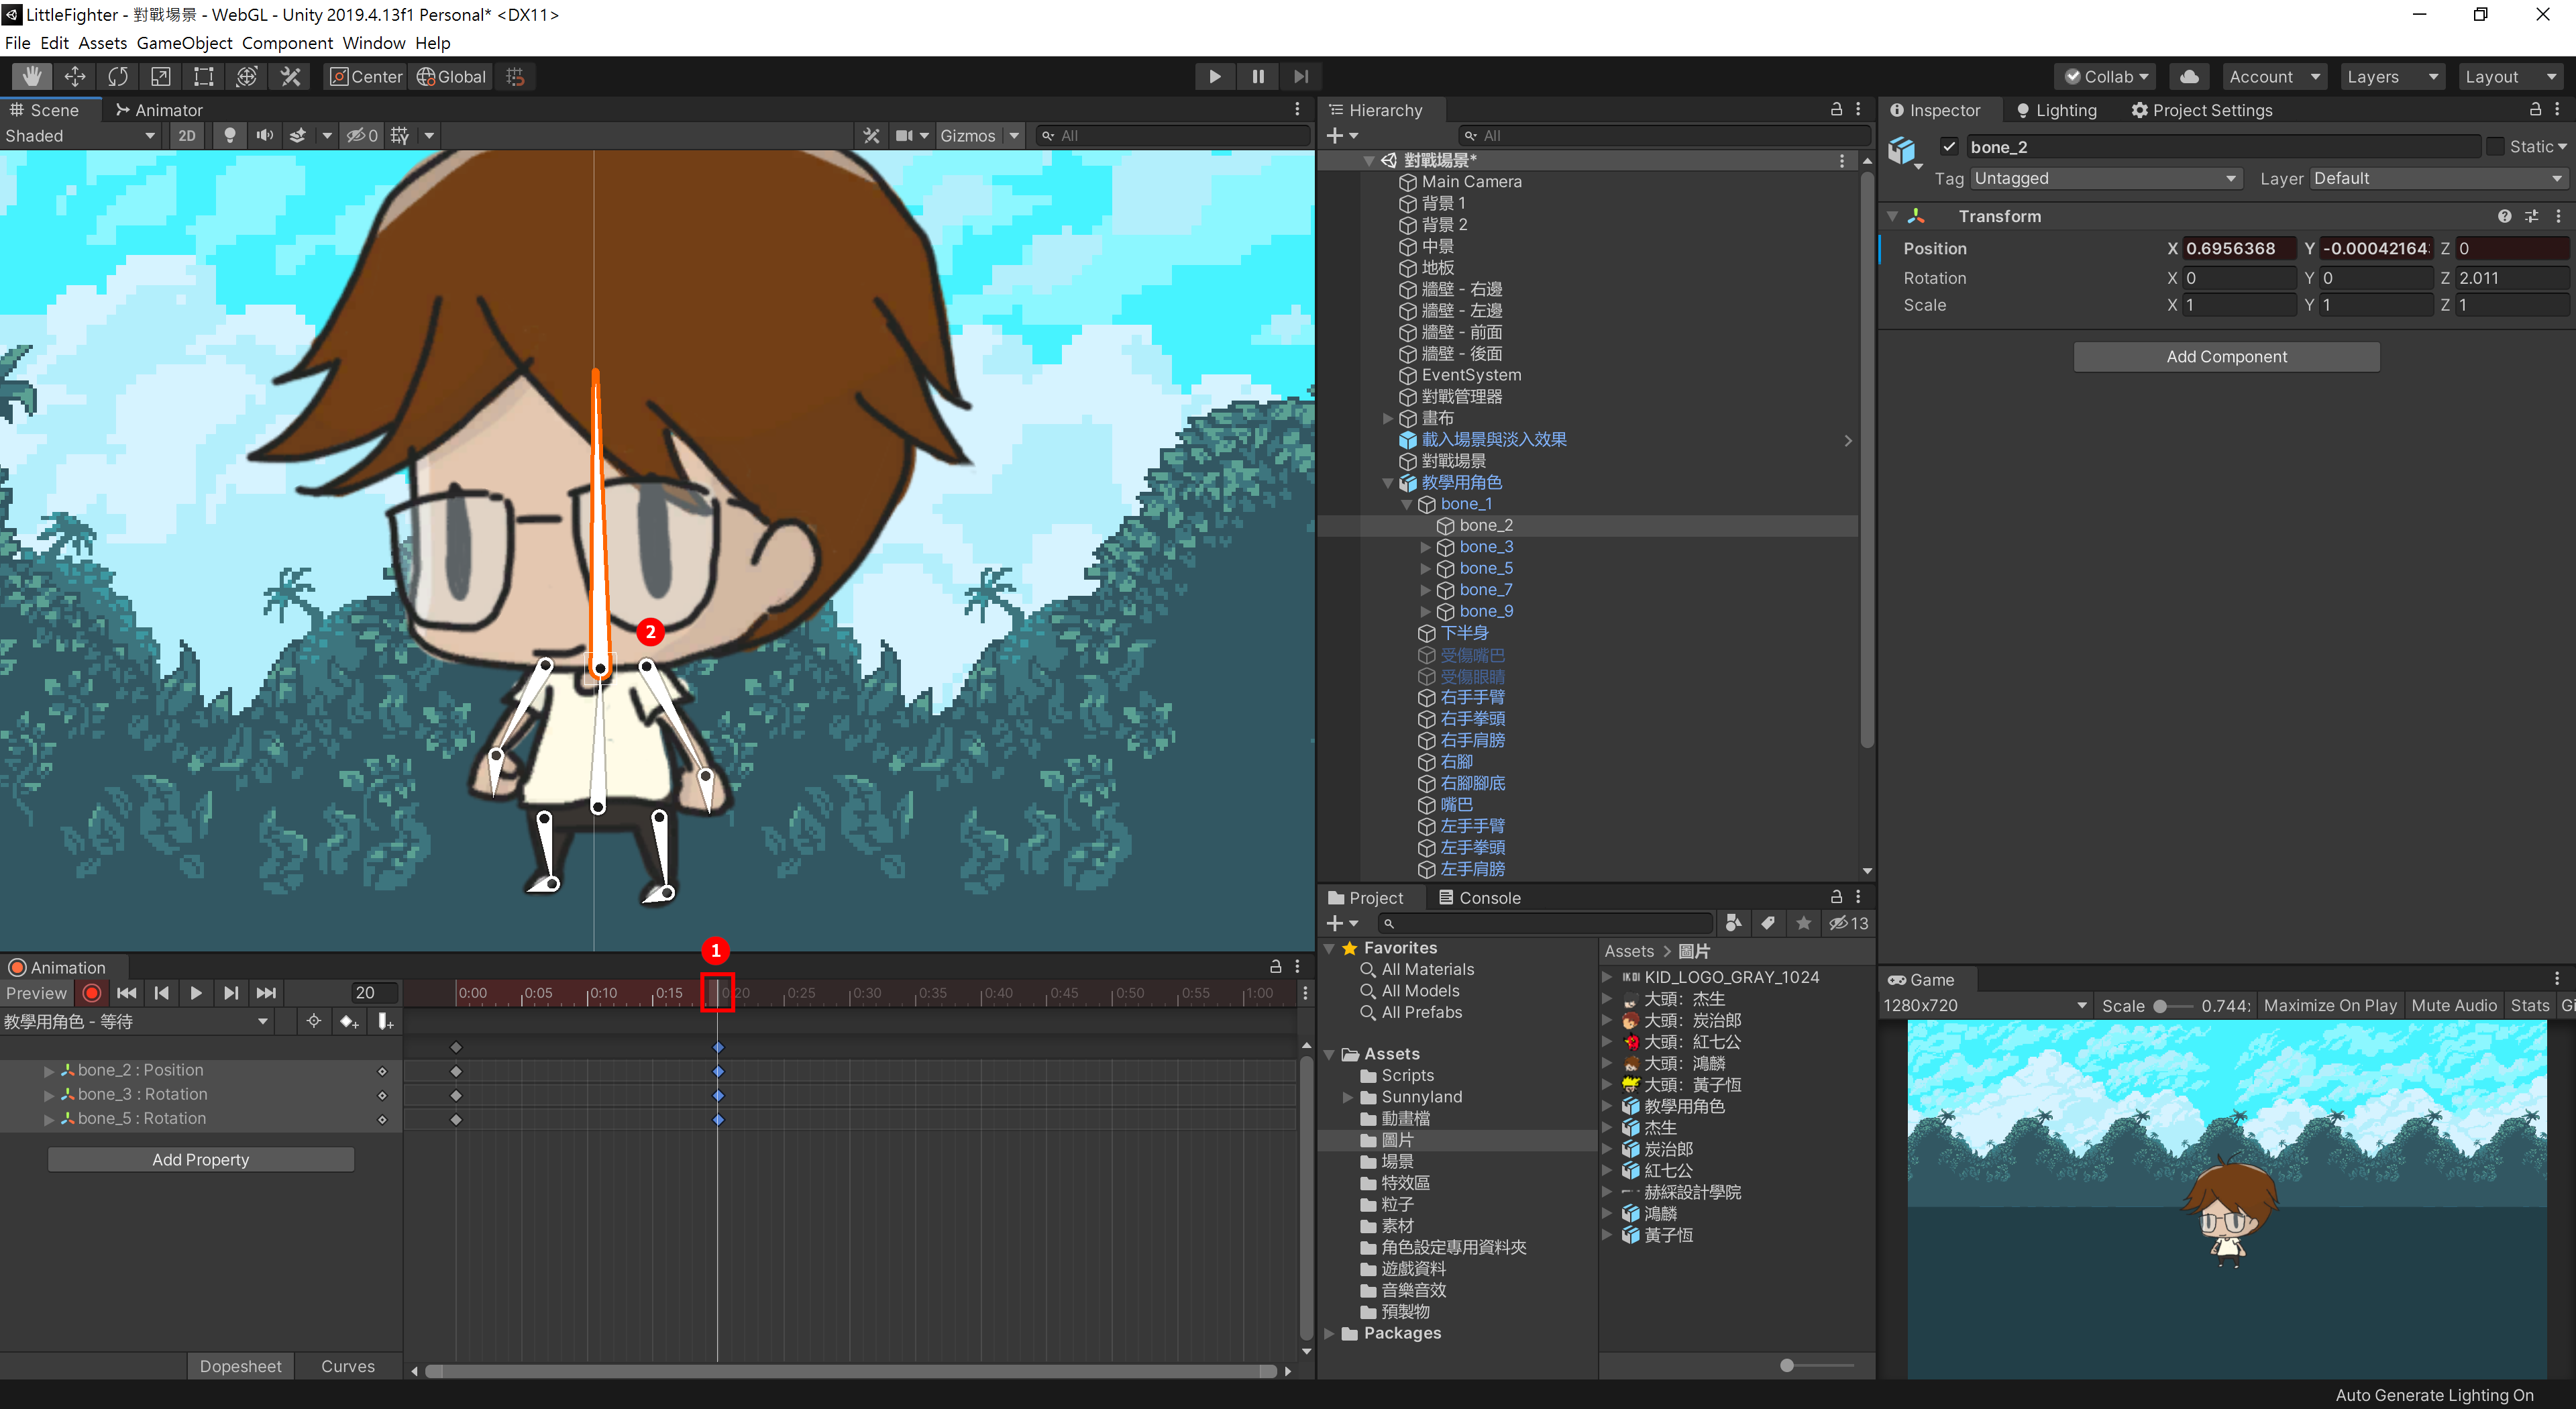 LittleFighter - 對戰場景 - WebGL - Unity 2019.4.13f1 Personal* <DX11>
File Edit Assets GameObject Component Window Help
Center Global
Collab Account Layers Layout
Scene Animator
Shaded 2D 0 Gizmos All
2
1
Animation
Preview 20
0:00 0:05 0:10 0:15 0:20 0:25 0:30 0:35 0:40 0:45 0:50 0:55 1:00
教學用角色 - 等待
bone_2 : Position
bone_3 : Rotation
bone_5 : Rotation
Add Property
Dopesheet Curves
Hierarchy
All
對戰場景*
Main Camera
背景 1
背景 2
中景
地板
牆壁 - 右邊
牆壁 - 左邊
牆壁 - 前面
牆壁 - 後面
EventSystem
對戰管理器
畫布
載入場景與淡入效果
對戰場景
教學用角色
bone_1
bone_2
bone_3
bone_5
bone_7
bone_9
下半身
受傷嘴巴
受傷眼睛
右手手臂
右手拳頭
右手肩膀
右腳
右腳腳底
嘴巴
左手手臂
左手拳頭
左手肩膀
Project Console
13
Favorites
All Materials
All Models
All Prefabs
Assets
Scripts
Sunnyland
動畫檔
圖片
場景
特效區
粒子
素材
角色設定專用資料夾
遊戲資料
音樂音效
預製物
Packages
Assets > 圖片
KID_LOGO_GRAY_1024
大頭：杰生
大頭：炭治郎
大頭：紅七公
大頭：鴻麟
大頭：黃子恆
教學用角色
杰生
炭治郎
紅七公
赫綵設計學院
鴻麟
黃子恆
Inspector Lighting Project Settings
bone_2 Static
Tag Untagged Layer Default
Transform
Position X 0.6956368 Y -0.00042164 Z 0
Rotation X 0 Y 0 Z 2.011
Scale X 1 Y 1 Z 1
Add Component
Game
1280x720 Scale 0.744 Maximize On Play Mute Audio Stats Gi
Auto Generate Lighting On